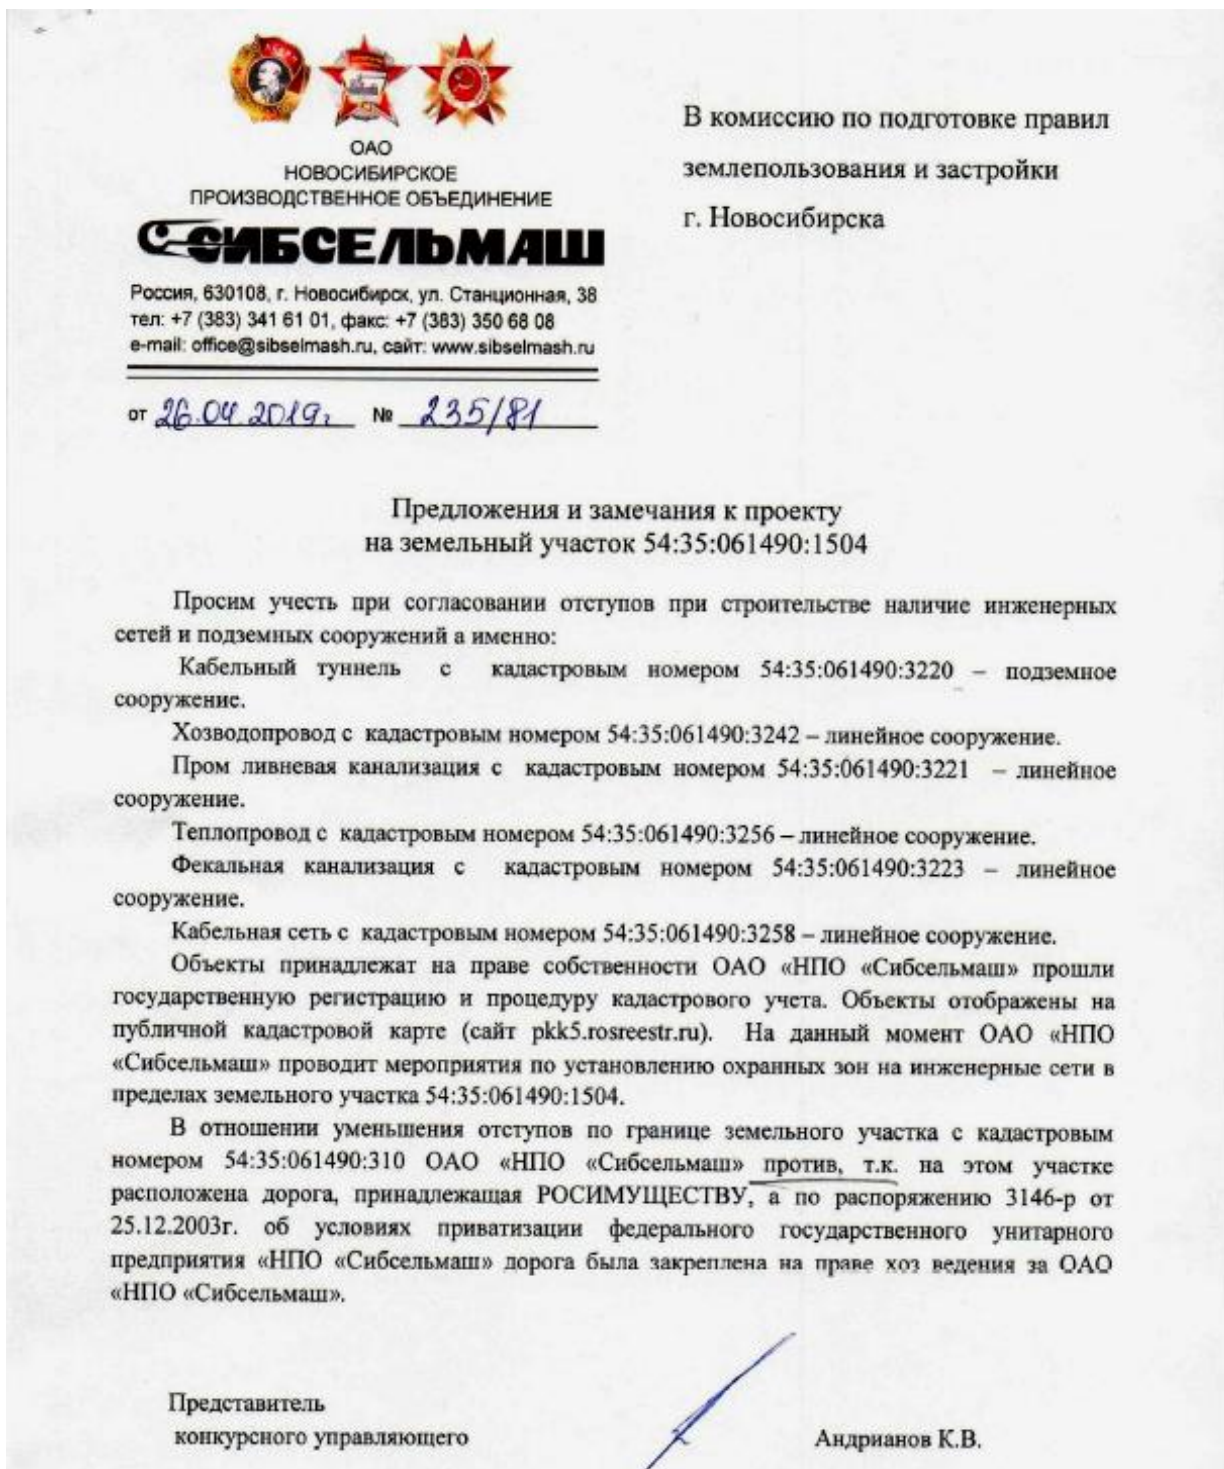 ОАО
НОВОСИБИРСКОЕ
ПРОИЗВОДСТВЕННОЕ ОБЪЕДИНЕНИЕ
СИБСЕЛЬМАШ
Россия, 630108, г. Новосибирск, ул. Станционная, 38
тел: +7 (383) 341 61 01, факс: +7 (383) 350 68 08
e-mail: office@sibselmash.ru, сайт: www.sibselmash.ru
от 26.04.2019г. № 235/81
В комиссию по подготовке правил
землепользования и застройки
г. Новосибирска
Предложения и замечания к проекту
на земельный участок 54:35:061490:1504
Просим учесть при согласовании отступов при строительстве наличие инженерных
сетей и подземных сооружений а именно:
Кабельный туннель с кадастровым номером 54:35:061490:3220 – подземное
сооружение.
Хозводопровод с кадастровым номером 54:35:061490:3242 – линейное сооружение.
Пром ливневая канализация с кадастровым номером 54:35:061490:3221 – линейное
сооружение.
Теплопровод с кадастровым номером 54:35:061490:3256 – линейное сооружение.
Фекальная канализация с кадастровым номером 54:35:061490:3223 – линейное
сооружение.
Кабельная сеть с кадастровым номером 54:35:061490:3258 – линейное сооружение.
Объекты принадлежат на праве собственности ОАО «НПО «Сибсельмаш» прошли
государственную регистрацию и процедуру кадастрового учета. Объекты отображены на
публичной кадастровой карте (сайт pkk5.rosreestr.ru). На данный момент ОАО «НПО
«Сибсельмаш» проводит мероприятия по установлению охранных зон на инженерные сети в
пределах земельного участка 54:35:061490:1504.
В отношении уменьшения отступов по границе земельного участка с кадастровым
номером 54:35:061490:310 ОАО «НПО «Сибсельмаш» против, т.к. на этом участке
расположена дорога, принадлежащая РОСИМУЩЕСТВУ, а по распоряжению 3146-р от
25.12.2003г. об условиях приватизации федерального государственного унитарного
предприятия «НПО «Сибсельмаш» дорога была закреплена на праве хоз ведения за ОАО
«НПО «Сибсельмаш».
Представитель
конкурсного управляющего
Андрианов К.В.